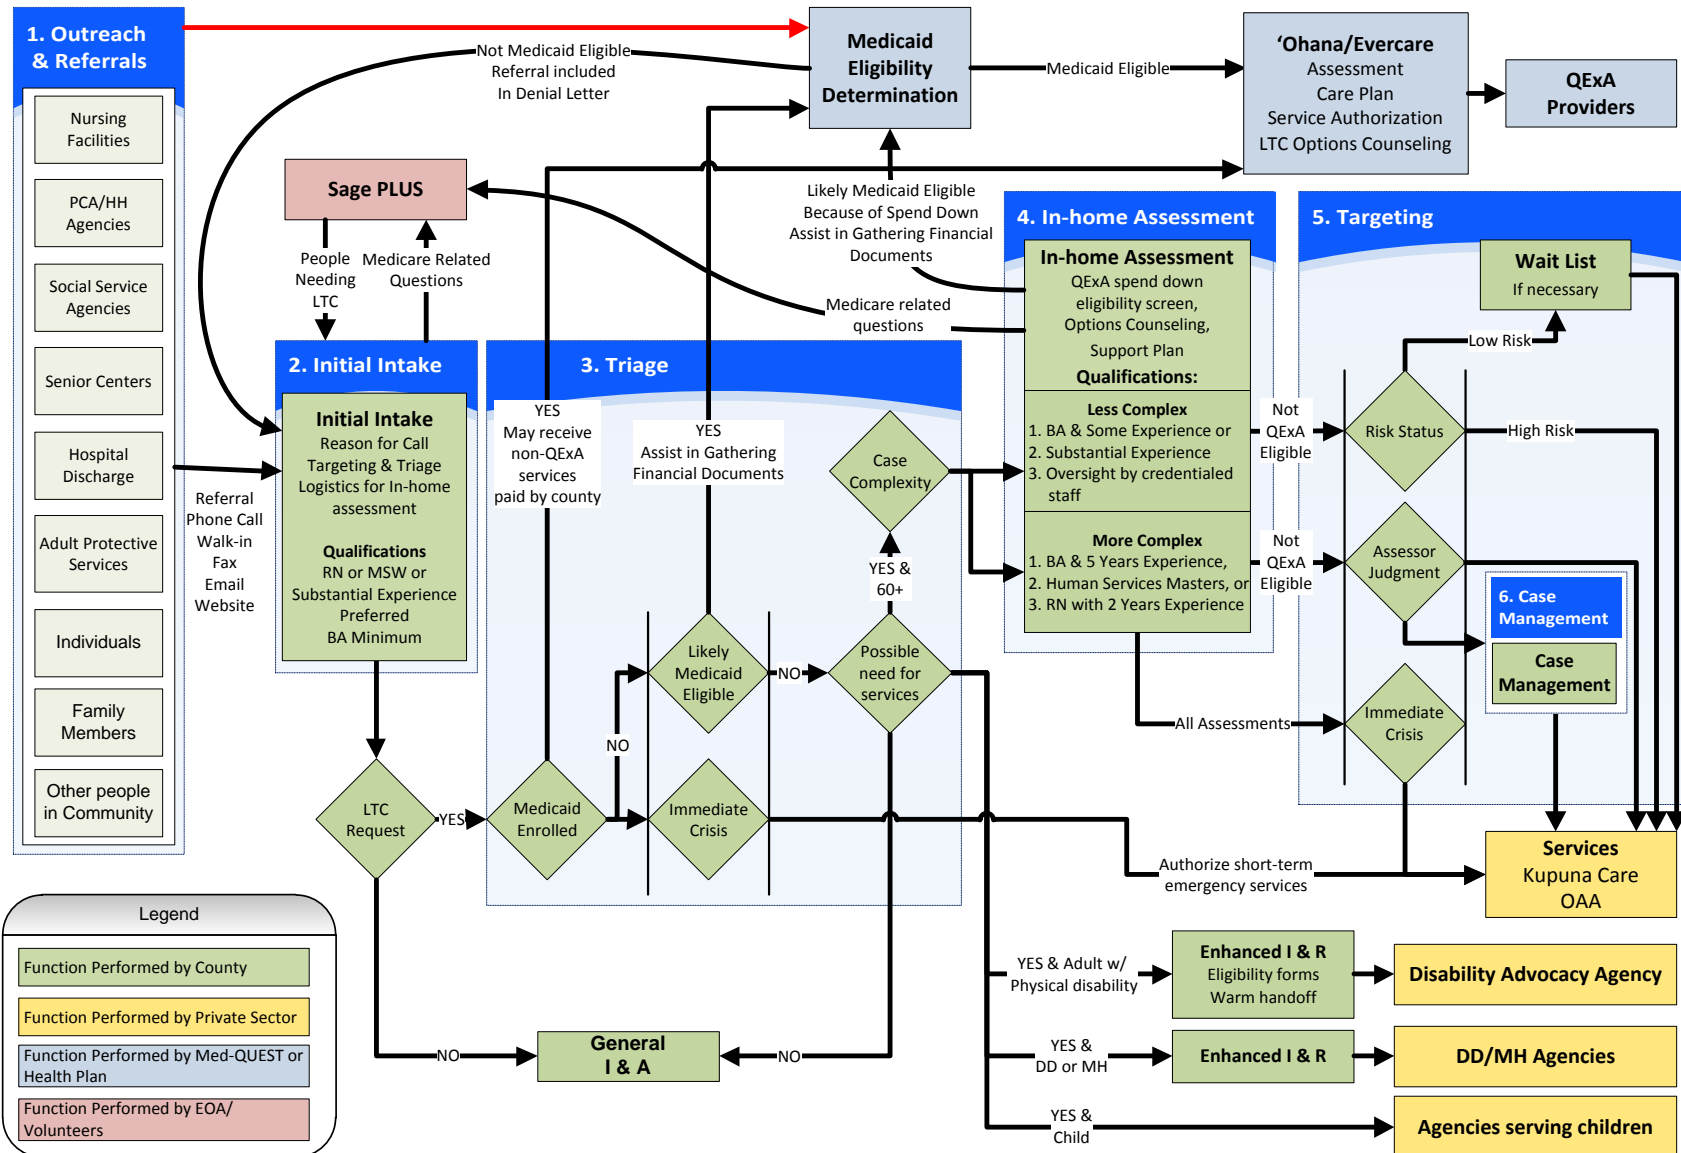 1. Outreach
& Referrals
Nursing
Facilities
PCA/HH
Agencies
Social Service
Agencies
Senior Centers
Hospital
Discharge
Adult Protective
Services
Individuals
Family
Members
Other people
in Community
Referral
Phone Call
Walk-in
Fax
Email
Website
Not Medicaid Eligible
Referral included
In Denial Letter
Medicaid
Eligibility
Determination
Medicaid Eligible
'Ohana/Evercare
Assessment
Care Plan
Service Authorization
LTC Options Counseling
QExA
Providers
Sage PLUS
People
Needing
LTC
Medicare Related
Questions
Likely Medicaid Eligible
Because of Spend Down
Assist in Gathering Financial
Documents
Medicare related
questions
2. Initial Intake
Initial Intake
Reason for Call
Targeting & Triage
Logistics for In-home
assessment
Qualifications
RN or MSW or
Substantial Experience
Preferred
BA Minimum
LTC
Request
YES
NO
3. Triage
YES
May receive
non-QExA
services
paid by county
YES
Assist in Gathering
Financial Documents
Case
Complexity
YES &
60+
Likely
Medicaid
Eligible
NO
Possible
need for
services
NO
Medicaid
Enrolled
Immediate
Crisis
4. In-home Assessment
In-home Assessment
QExA spend down
eligibility screen,
Options Counseling,
Support Plan
Qualifications:
Less Complex
1. BA & Some Experience or
2. Substantial Experience
3. Oversight by credentialed
staff
More Complex
1. BA & 5 Years Experience,
2. Human Services Masters, or
3. RN with 2 Years Experience
Not
QExA
Eligible
Not
QExA
Eligible
All Assessments
5. Targeting
Wait List
If necessary
Low Risk
Risk Status
High Risk
Assessor
Judgment
6. Case
Management
Case
Management
Immediate
Crisis
Authorize short-term
emergency services
Services
Kupuna Care
OAA
YES & Adult w/
Physical disability
Enhanced I & R
Eligibility forms
Warm handoff
Disability Advocacy Agency
General
I & A
NO
YES &
DD or MH
Enhanced I & R
DD/MH Agencies
YES &
Child
Agencies serving children
Legend
Function Performed by County
Function Performed by Private Sector
Function Performed by Med-QUEST or
Health Plan
Function Performed by EOA/
Volunteers